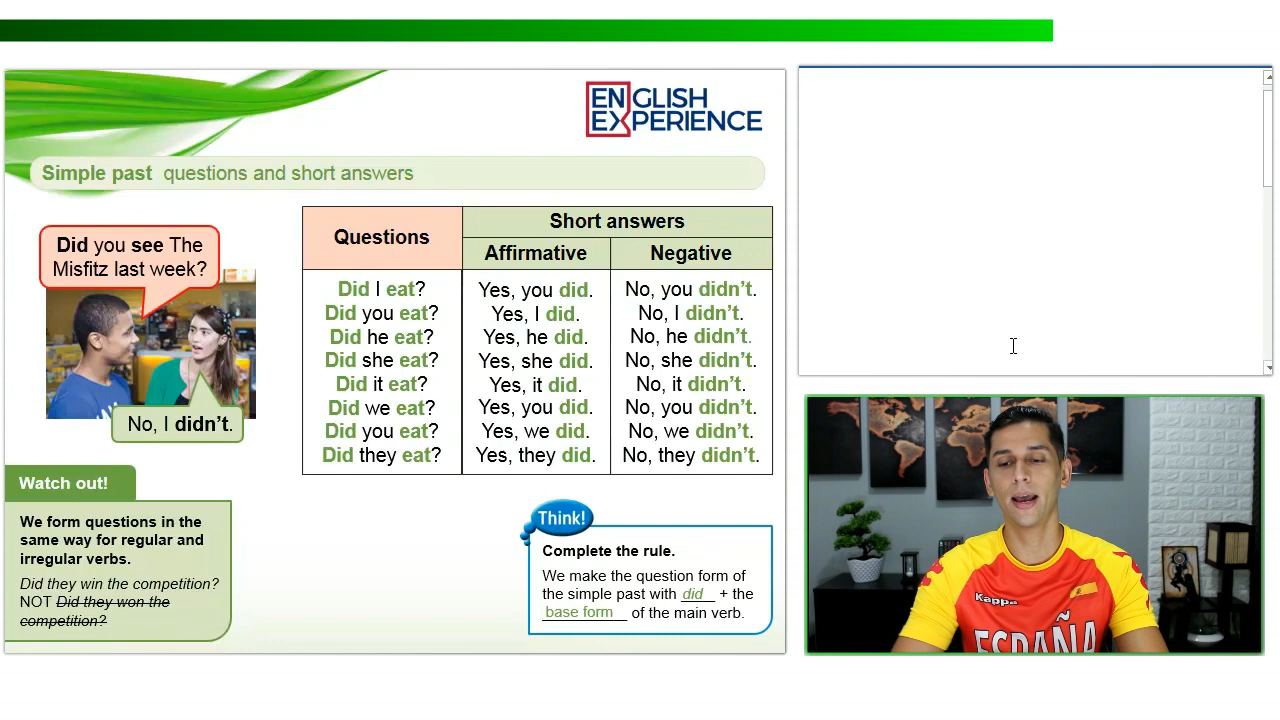 ENGLISH
EXPERIENCE
Simple past questions and short answers
Did you see The
Misfitz last week?
No, I didn't.
Questions
Short answers
Affirmative
Negative
Did I eat? Yes, you did. No, you didn't.
Did you eat? Yes, I did. No, I didn't.
Did he eat? Yes, he did. No, he didn't.
Did she eat? Yes, she did. No, she didn't.
Did it eat? Yes, it did. No, it didn't.
Did we eat? Yes, you did. No, you didn't.
Did you eat? Yes, we did. No, we didn't.
Did they eat? Yes, they did. No, they didn't.
Watch out!
We form questions in the
same way for regular and
irregular verbs.
Did they win the competition?
NOT Did they won the
competition?
Think!
Complete the rule.
We make the question form of
the simple past with did + the
base form of the main verb.
Kappa
ESPAÑA